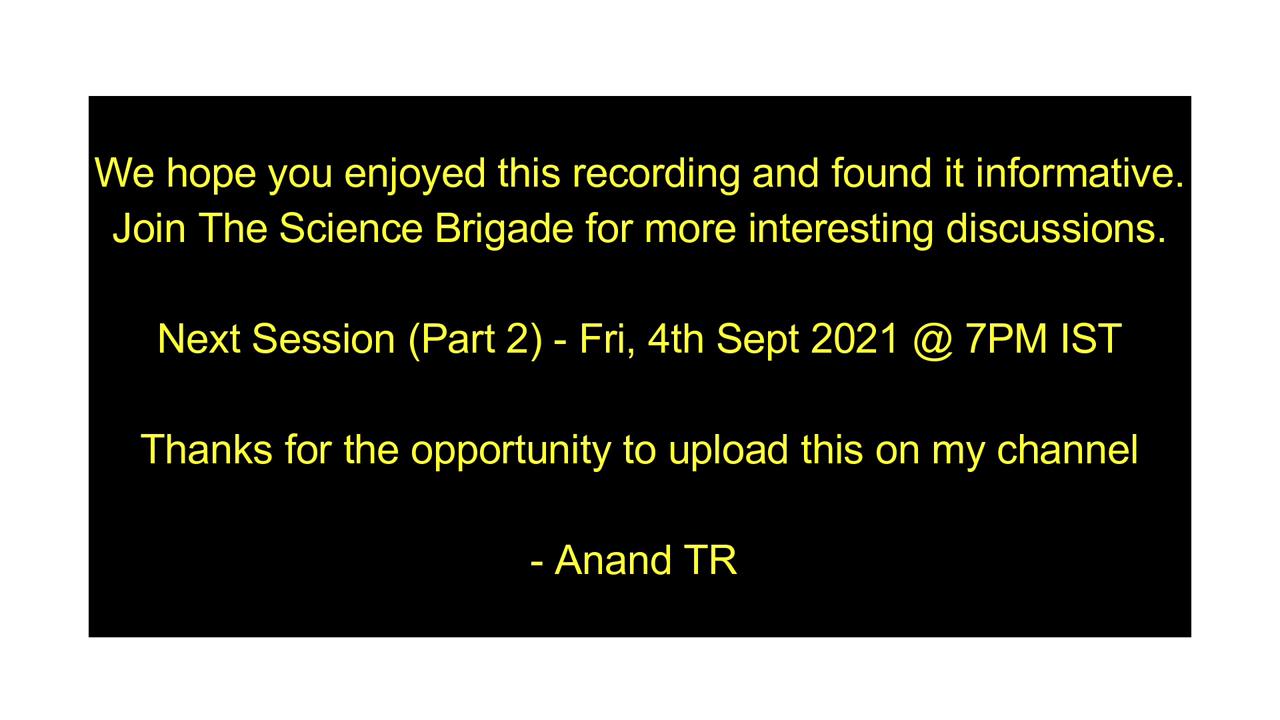 We hope you enjoyed this recording and found it informative.
Join The Science Brigade for more interesting discussions.
Next Session (Part 2) - Fri, 4th Sept 2021 @ 7PM IST
Thanks for the opportunity to upload this on my channel
- Anand TR